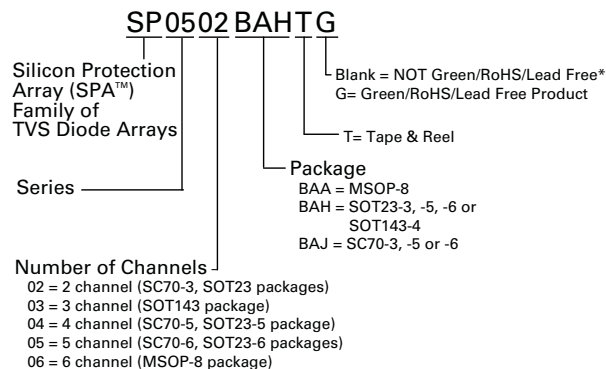 SP0502BAHTG
Silicon Protection
Array (SPA™)
Family of
TVS Diode Arrays
Blank = NOT Green/RoHS/Lead Free*
G= Green/RoHS/Lead Free Product
T= Tape & Reel
Series
Package
BAA = MSOP-8
BAH = SOT23-3, -5, -6 or
SOT143-4
BAJ = SC70-3, -5 or -6
Number of Channels
02 = 2 channel (SC70-3, SOT23 packages)
03 = 3 channel (SOT143 package)
04 = 4 channel (SC70-5, SOT23-5 package)
05 = 5 channel (SC70-6, SOT23-6 packages)
06 = 6 channel (MSOP-8 package)